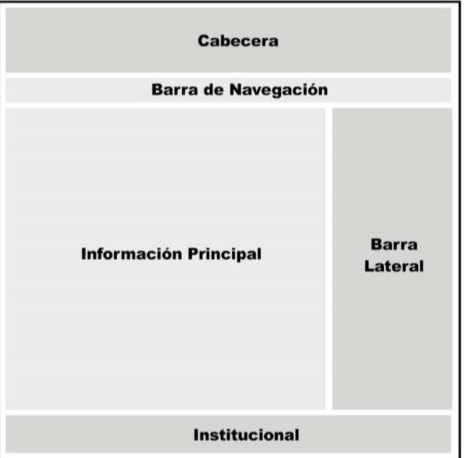 Cabecera
Barra de Navegación
Información Principal
Barra
Lateral
Institucional